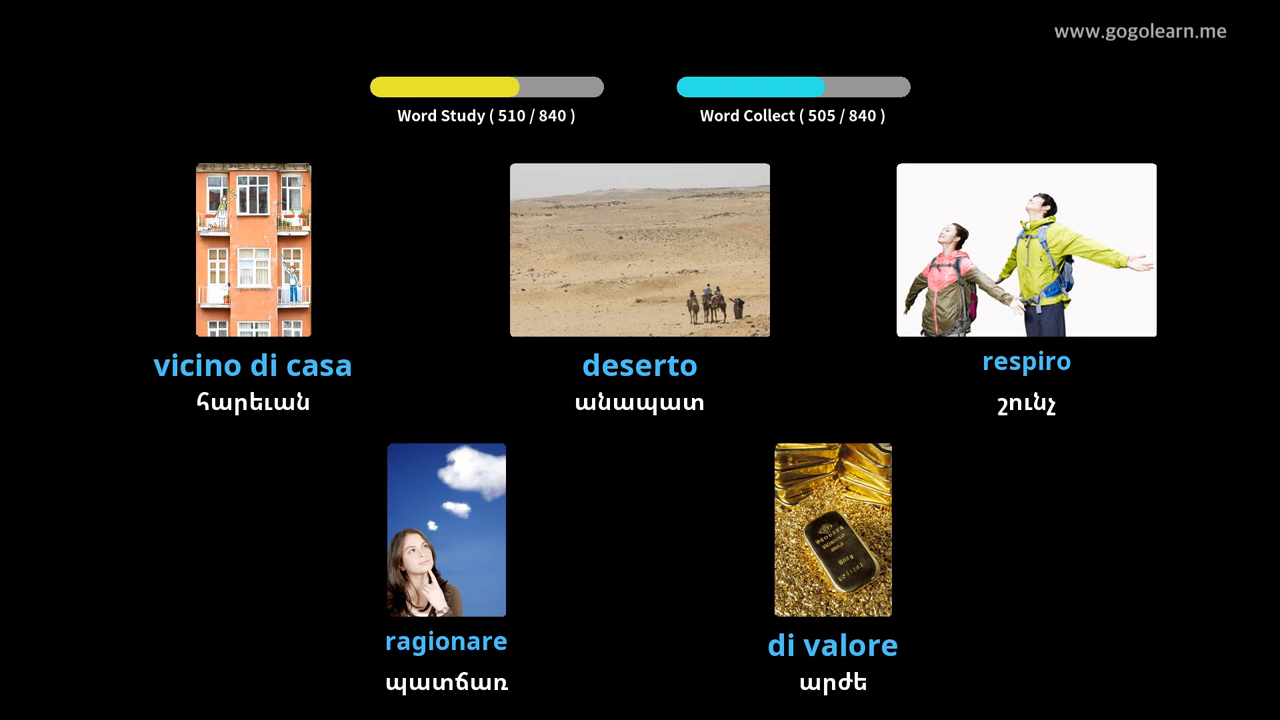 www.gogolearn.me
Word Study ( 510 / 840 )
Word Collect ( 505 / 840 )
vicino di casa
հարեւան
deserto
անապատ
respiro
շունչ
ragionare
պատճառ
di valore
արժե